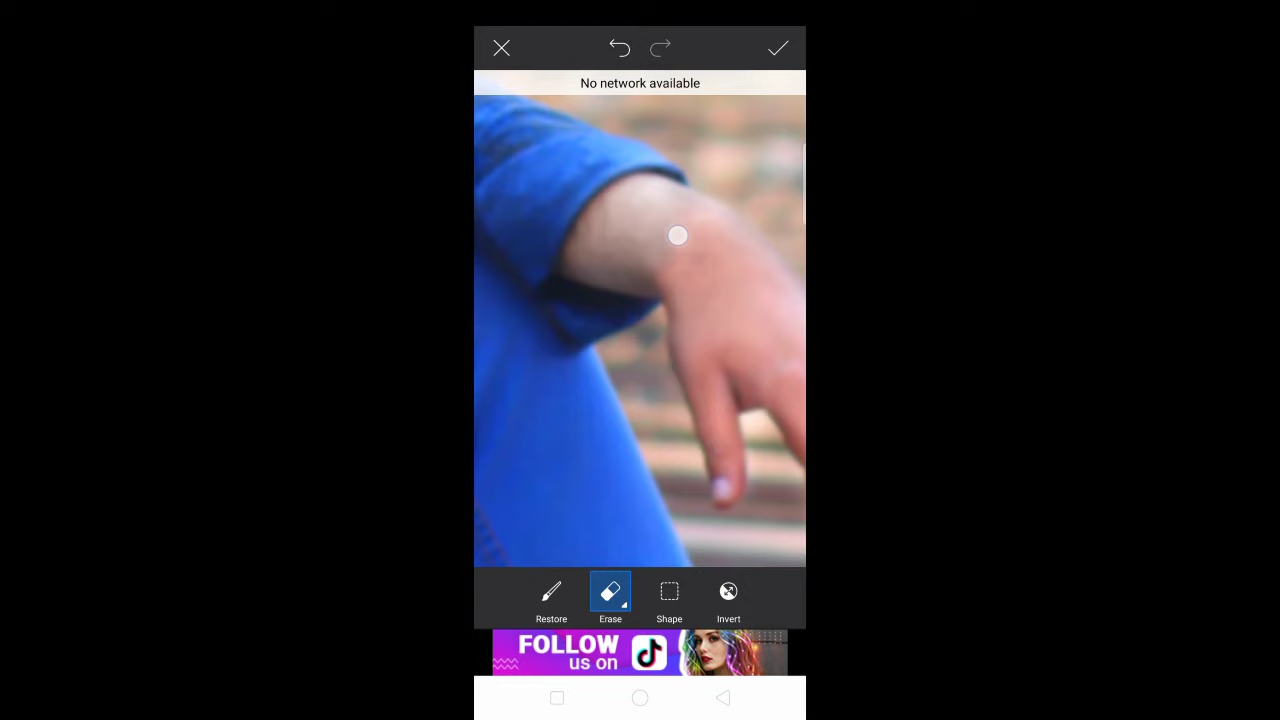 No network available
Restore
Erase
Shape
Invert
FOLLOW
us on